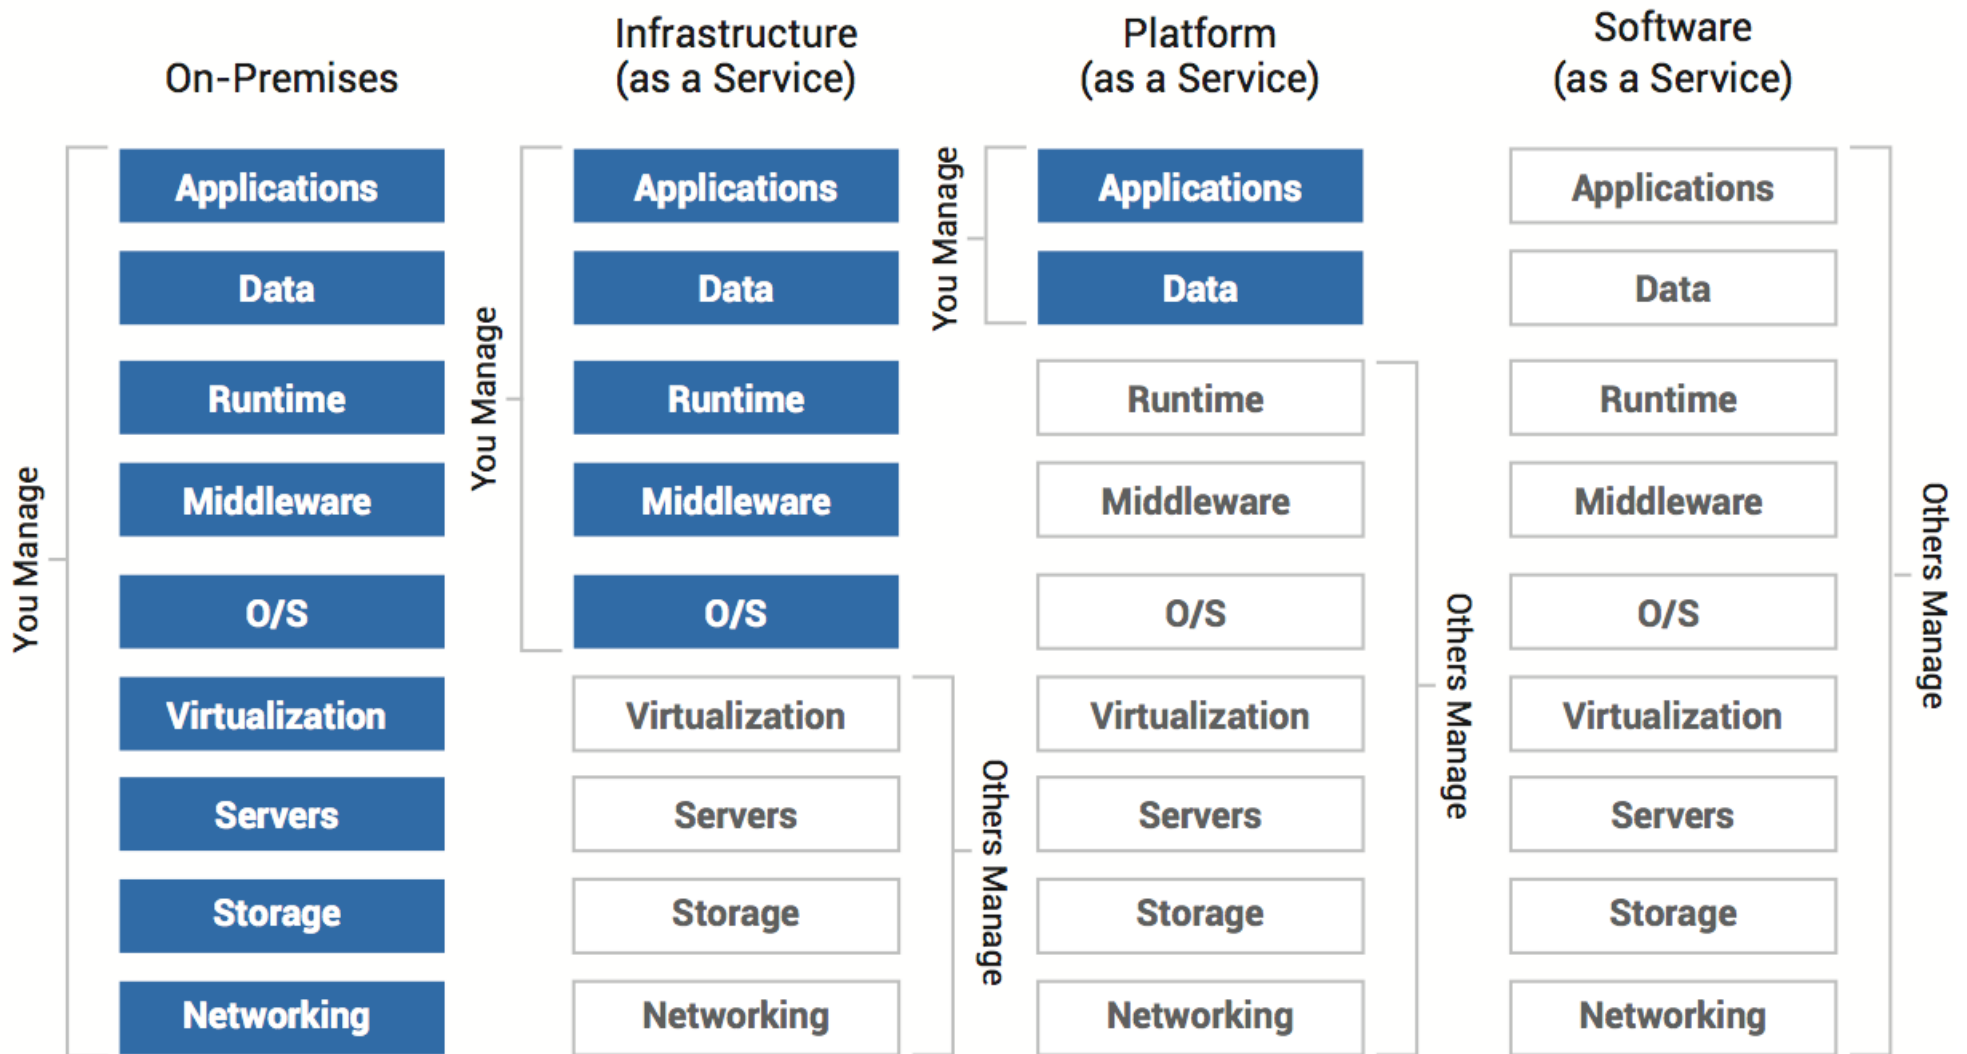 On-Premises
Infrastructure
(as a Service)
Platform
(as a Service)
Software
(as a Service)
You Manage
Applications
Data
Runtime
Middleware
O/S
Virtualization
Servers
Storage
Networking
You Manage
Applications
Data
Runtime
Middleware
O/S
Virtualization
Servers
Storage
Networking
Others Manage
You Manage
Applications
Data
Runtime
Middleware
O/S
Virtualization
Servers
Storage
Networking
Others Manage
Applications
Data
Runtime
Middleware
O/S
Virtualization
Servers
Storage
Networking
Others Manage